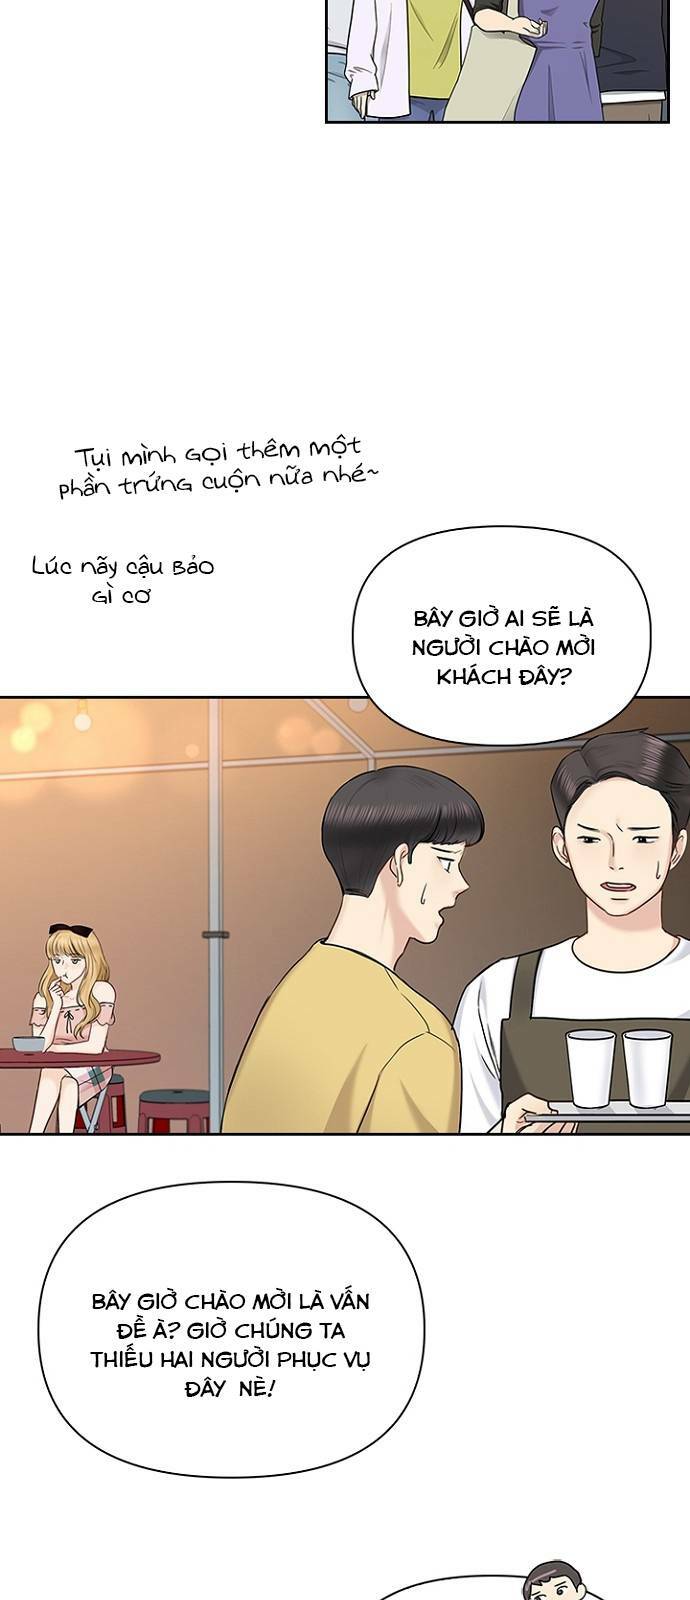 Tụi mình gọi thêm một
phần trứng cuộn nữa nhé~
Lúc nãy cậu bảo
gì cơ
BÂY GIỜ AI SẼ LÀ
NGƯỜI CHÀO MỜI
KHÁCH ĐÂY?
BÂY GIỜ CHÀO MỜI LÀ VẤN
ĐỀ À? GIỜ CHÚNG TA
THIẾU HAI NGƯỜI PHỤC VỤ
ĐÂY NÈ!